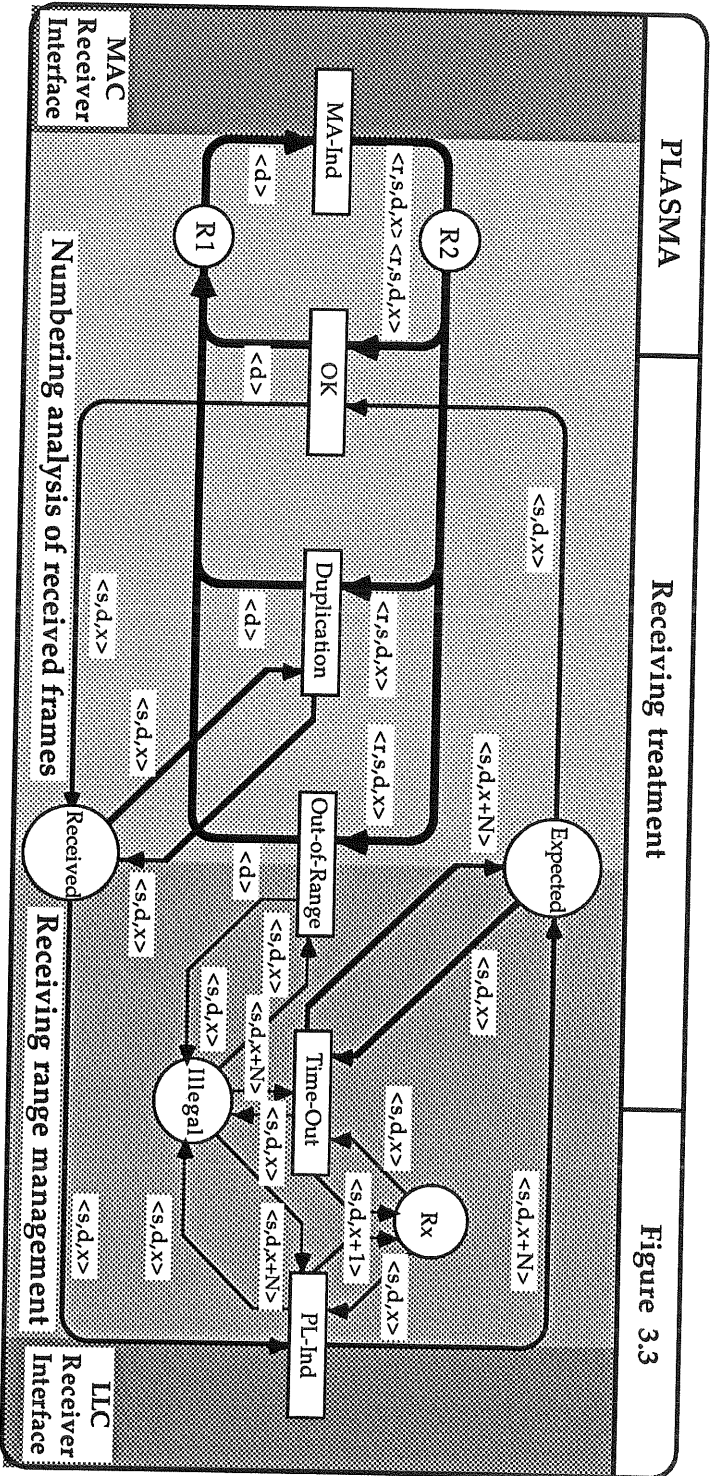 PLASMA
Receiving treatment
Figure 3.3
Expected
<s,d,x>
<s,d,x+N>
<s,d,x>
<s,d,x+N>
R2
Rx
<r,s,d,x>
<r,s,d,x>
<r,s,d,x>
<r,s,d,x>
<s,d,x>
<s,d,x>
<s,d,x+1>
MA-Ind
OK
Duplication
Out-of-Range
Time-Out
PL-Ind
<d>
<d>
<d>
<d>
<s,d,x>
<s,d,x+N>
<s,d,x>
<s,d,x+N>
R1
<s,d,x>
Illegal
<s,d,x>
<s,d,x>
<s,d,x>
<s,d,x>
<s,d,x>
Received
MAC
Receiver
Interface
Numbering analysis of received frames
Receiving range management
LLC
Receiver
Interface